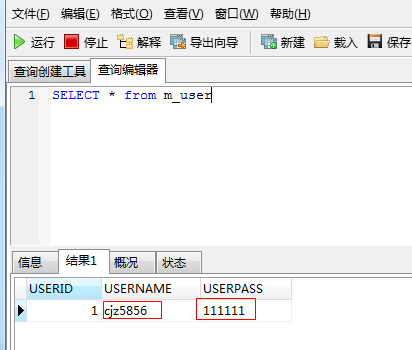 文件(F) 编辑(E) 格式(O) 查看(V) 窗口(W) 帮助(H)
运行 停止 解释 导出向导 新建 载入 保存
查询创建工具 查询编辑器
1 SELECT * from m_user
信息 结果1 概况 状态
USERID USERNAME USERPASS
1 cjz5856 111111